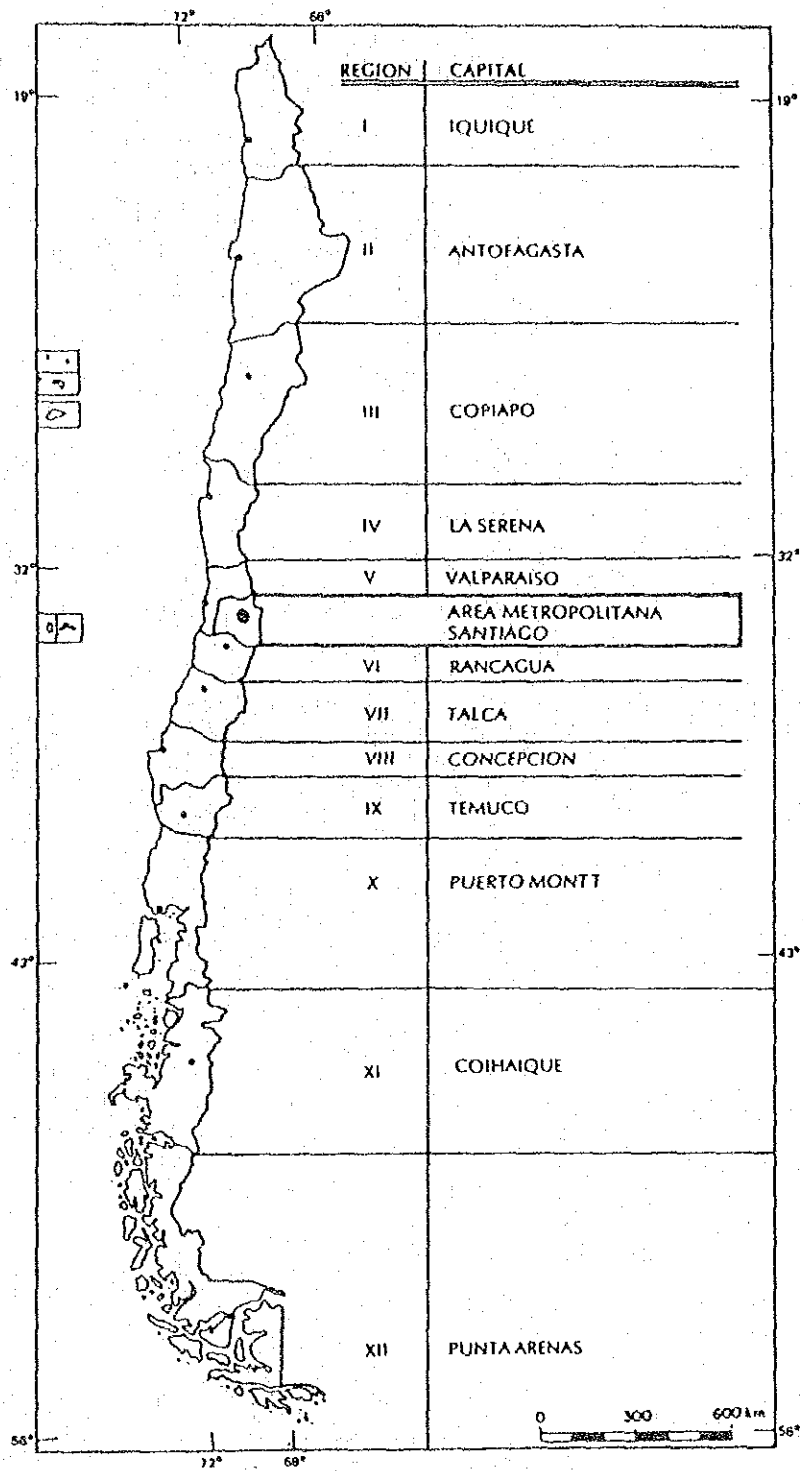 72° 68°
REGION CAPITAL
19° 19°
I IQUIQUE
II ANTOFAGASTA
III COPIAPO
IV LA SERENA
32° 32°
V VALPARAISO
AREA METROPOLITANA
SANTIAGO
VI RANCAGUA
VII TALCA
VIII CONCEPCION
IX TEMUCO
X PUERTO MONTT
43° 43°
XI COIHAIQUE
XII PUNTA ARENAS
0 300 600 km
56° 56°
72° 68°